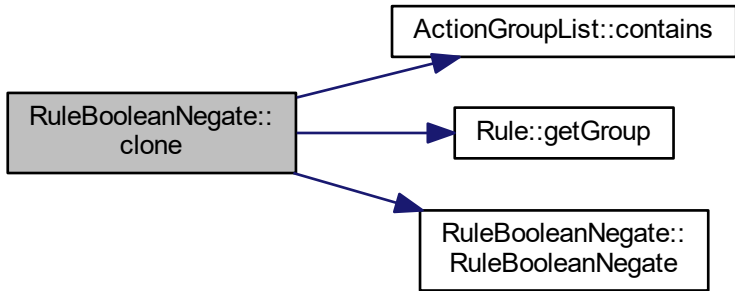 ActionGroupList::contains
RuleBooleanNegate::
clone
Rule::getGroup
RuleBooleanNegate::
RuleBooleanNegate